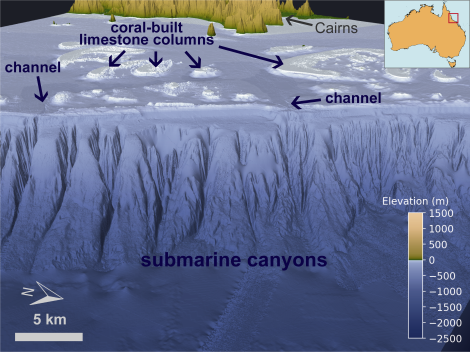 coral-built
limestone columns
Cairns
channel
channel
Elevation (m)
1500
1000
500
0
−500
−1000
−1500
−2000
−2500
submarine canyons
N
5 km